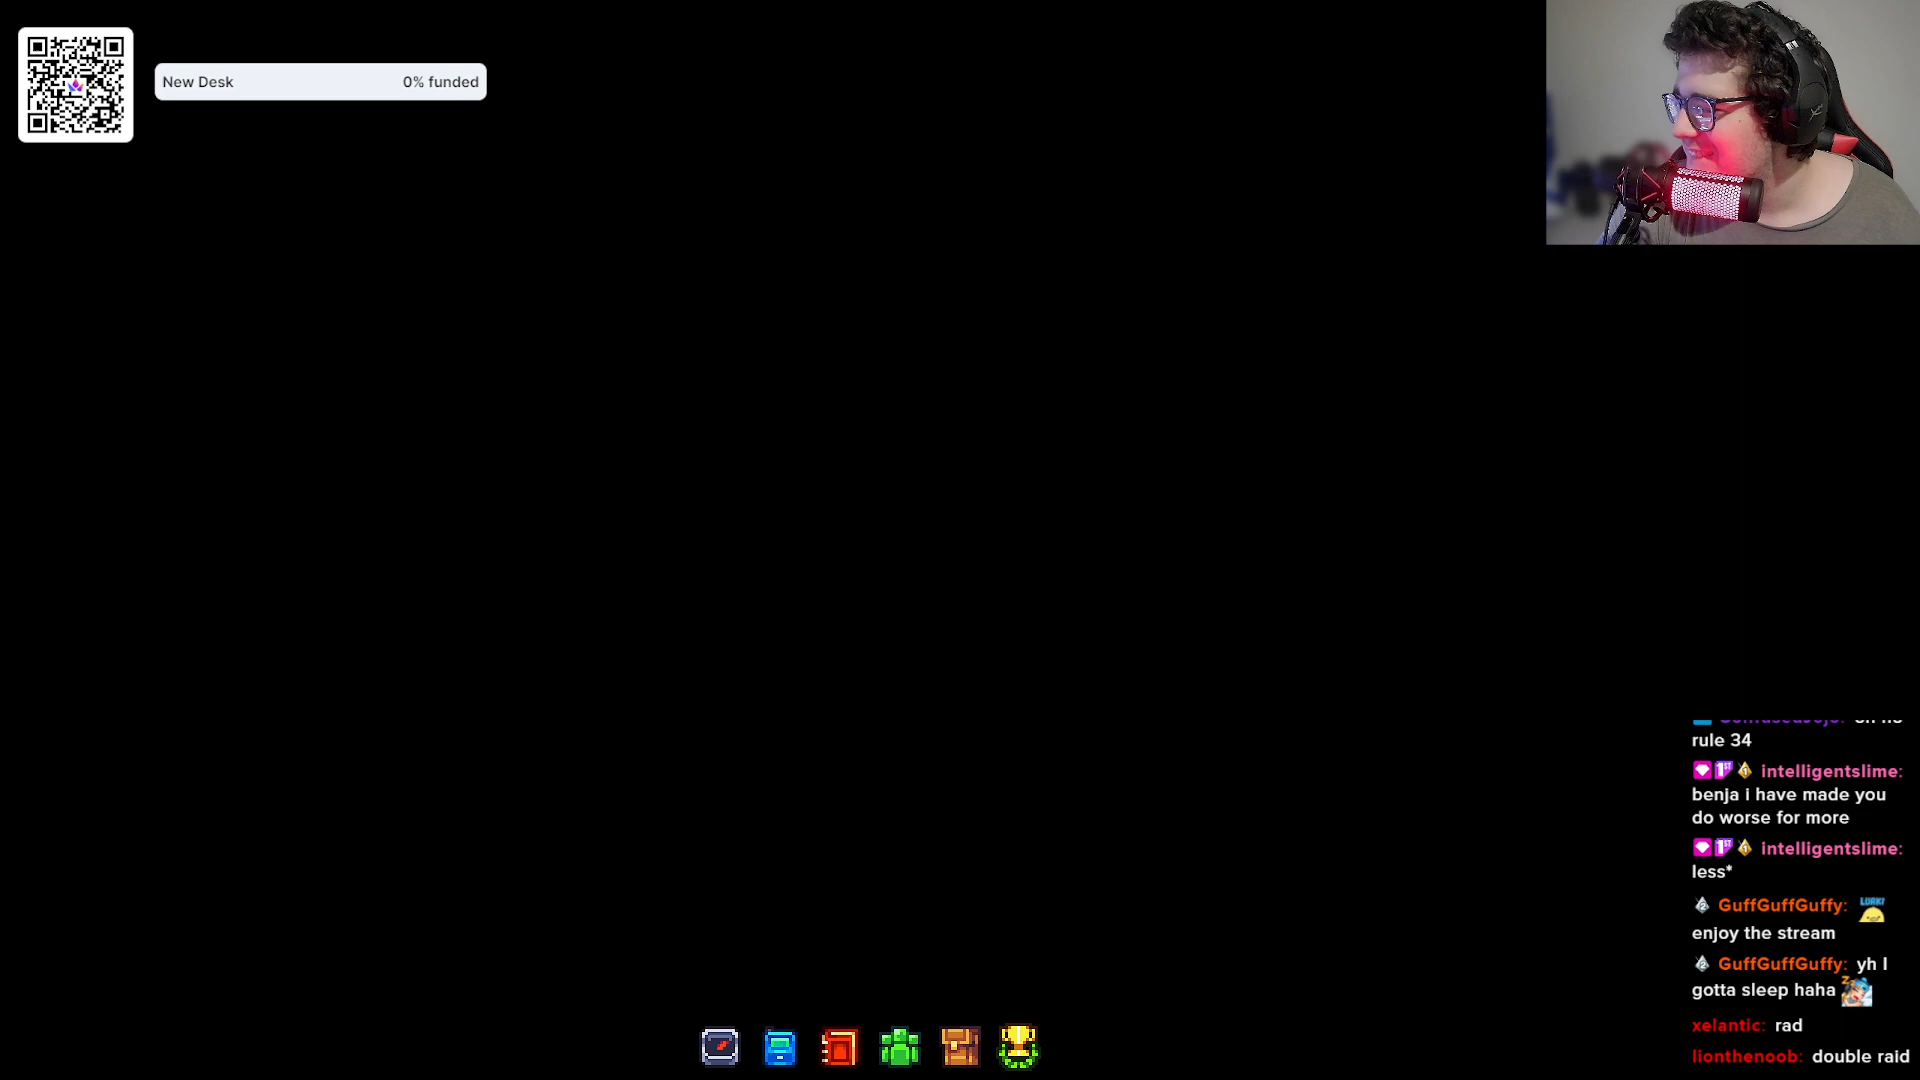 New Desk 0% funded
rule 34
intelligentslime:
benja i have made you
do worse for more
intelligentslime:
less*
GuffGuffGuffy: LURK!
enjoy the stream
GuffGuffGuffy: yh I
gotta sleep haha
xelantic: rad
lionthenoob: double raid